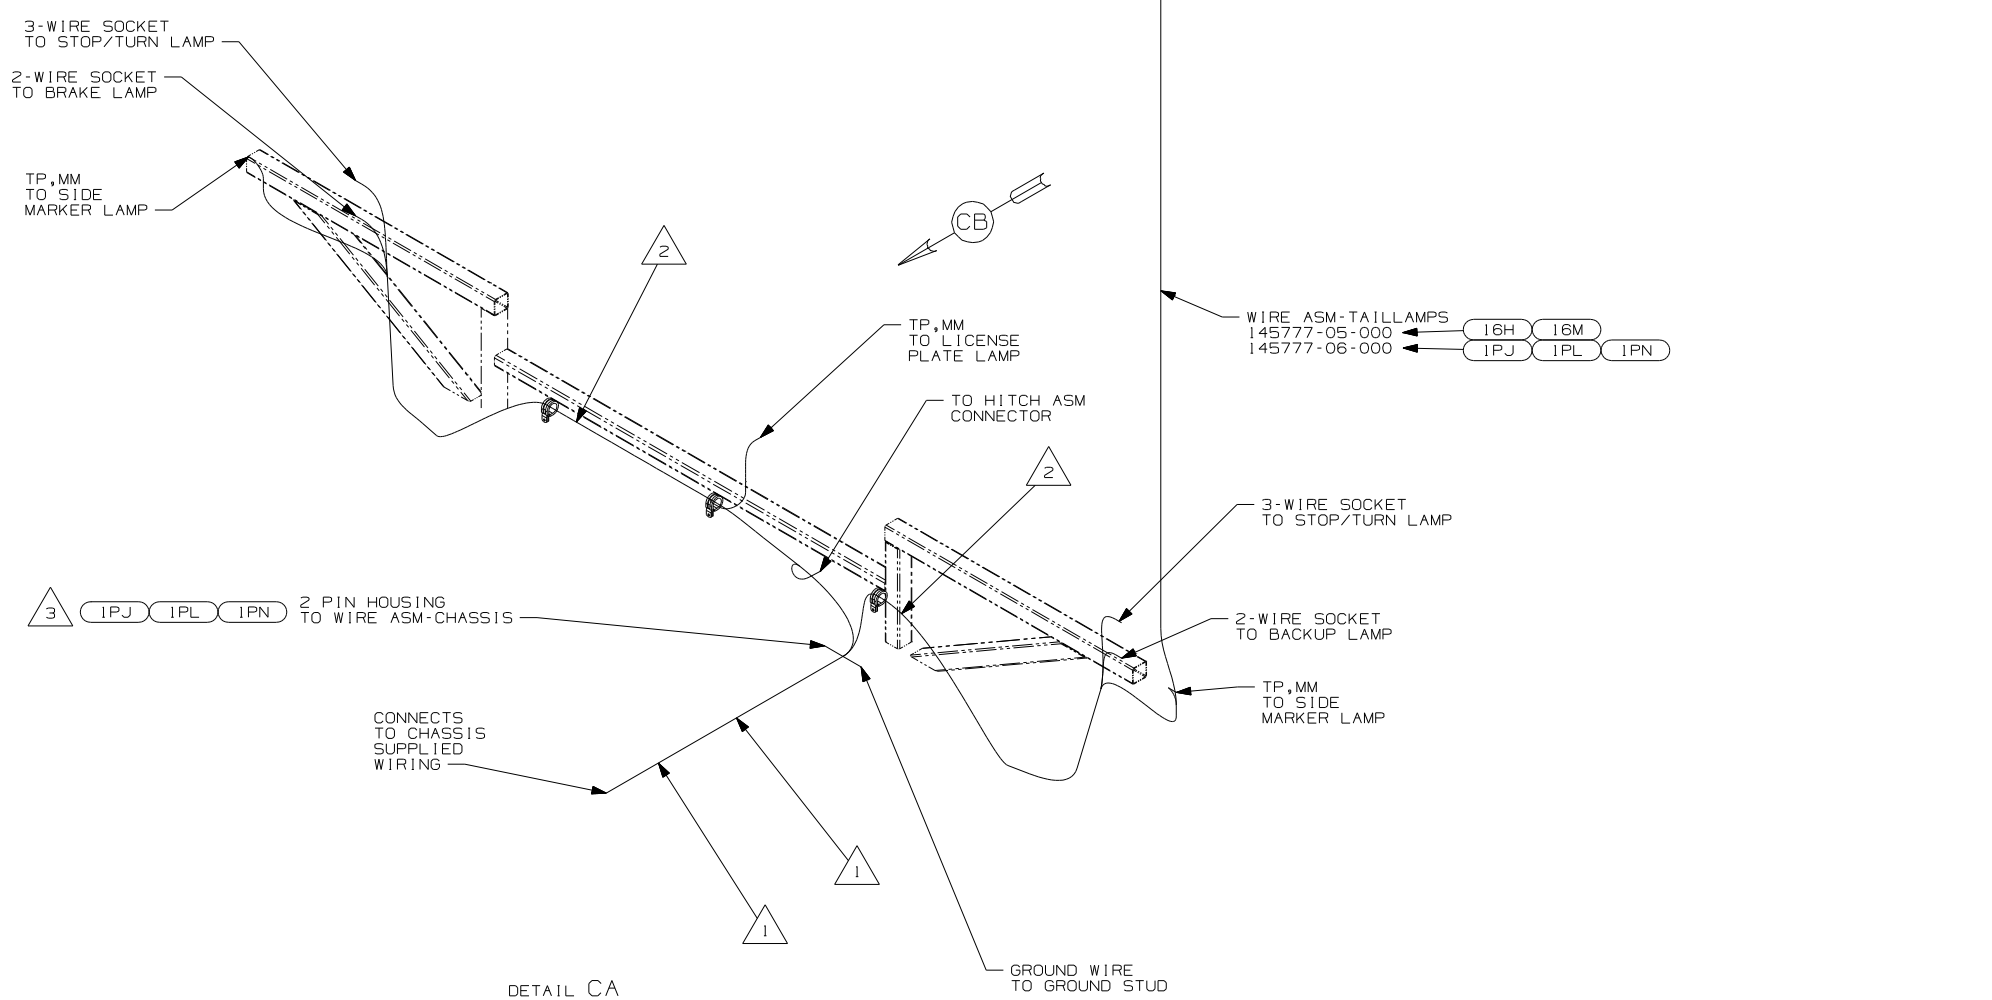 3-WIRE SOCKET
TO STOP/TURN LAMP
2-WIRE SOCKET
TO BRAKE LAMP
TP,MM
TO SIDE
MARKER LAMP
2
CB
WIRE ASM-TAILLAMPS
145777-05-000 16H 16M
145777-06-000 1PJ 1PL 1PN
TP,MM
TO LICENSE
PLATE LAMP
TO HITCH ASM
CONNECTOR
2
3-WIRE SOCKET
TO STOP/TURN LAMP
3 1PJ 1PL 1PN
2 PIN HOUSING
TO WIRE ASM-CHASSIS
2-WIRE SOCKET
TO BACKUP LAMP
TP,MM
TO SIDE
MARKER LAMP
CONNECTS
TO CHASSIS
SUPPLIED
WIRING
1
1
GROUND WIRE
TO GROUND STUD
DETAIL CA